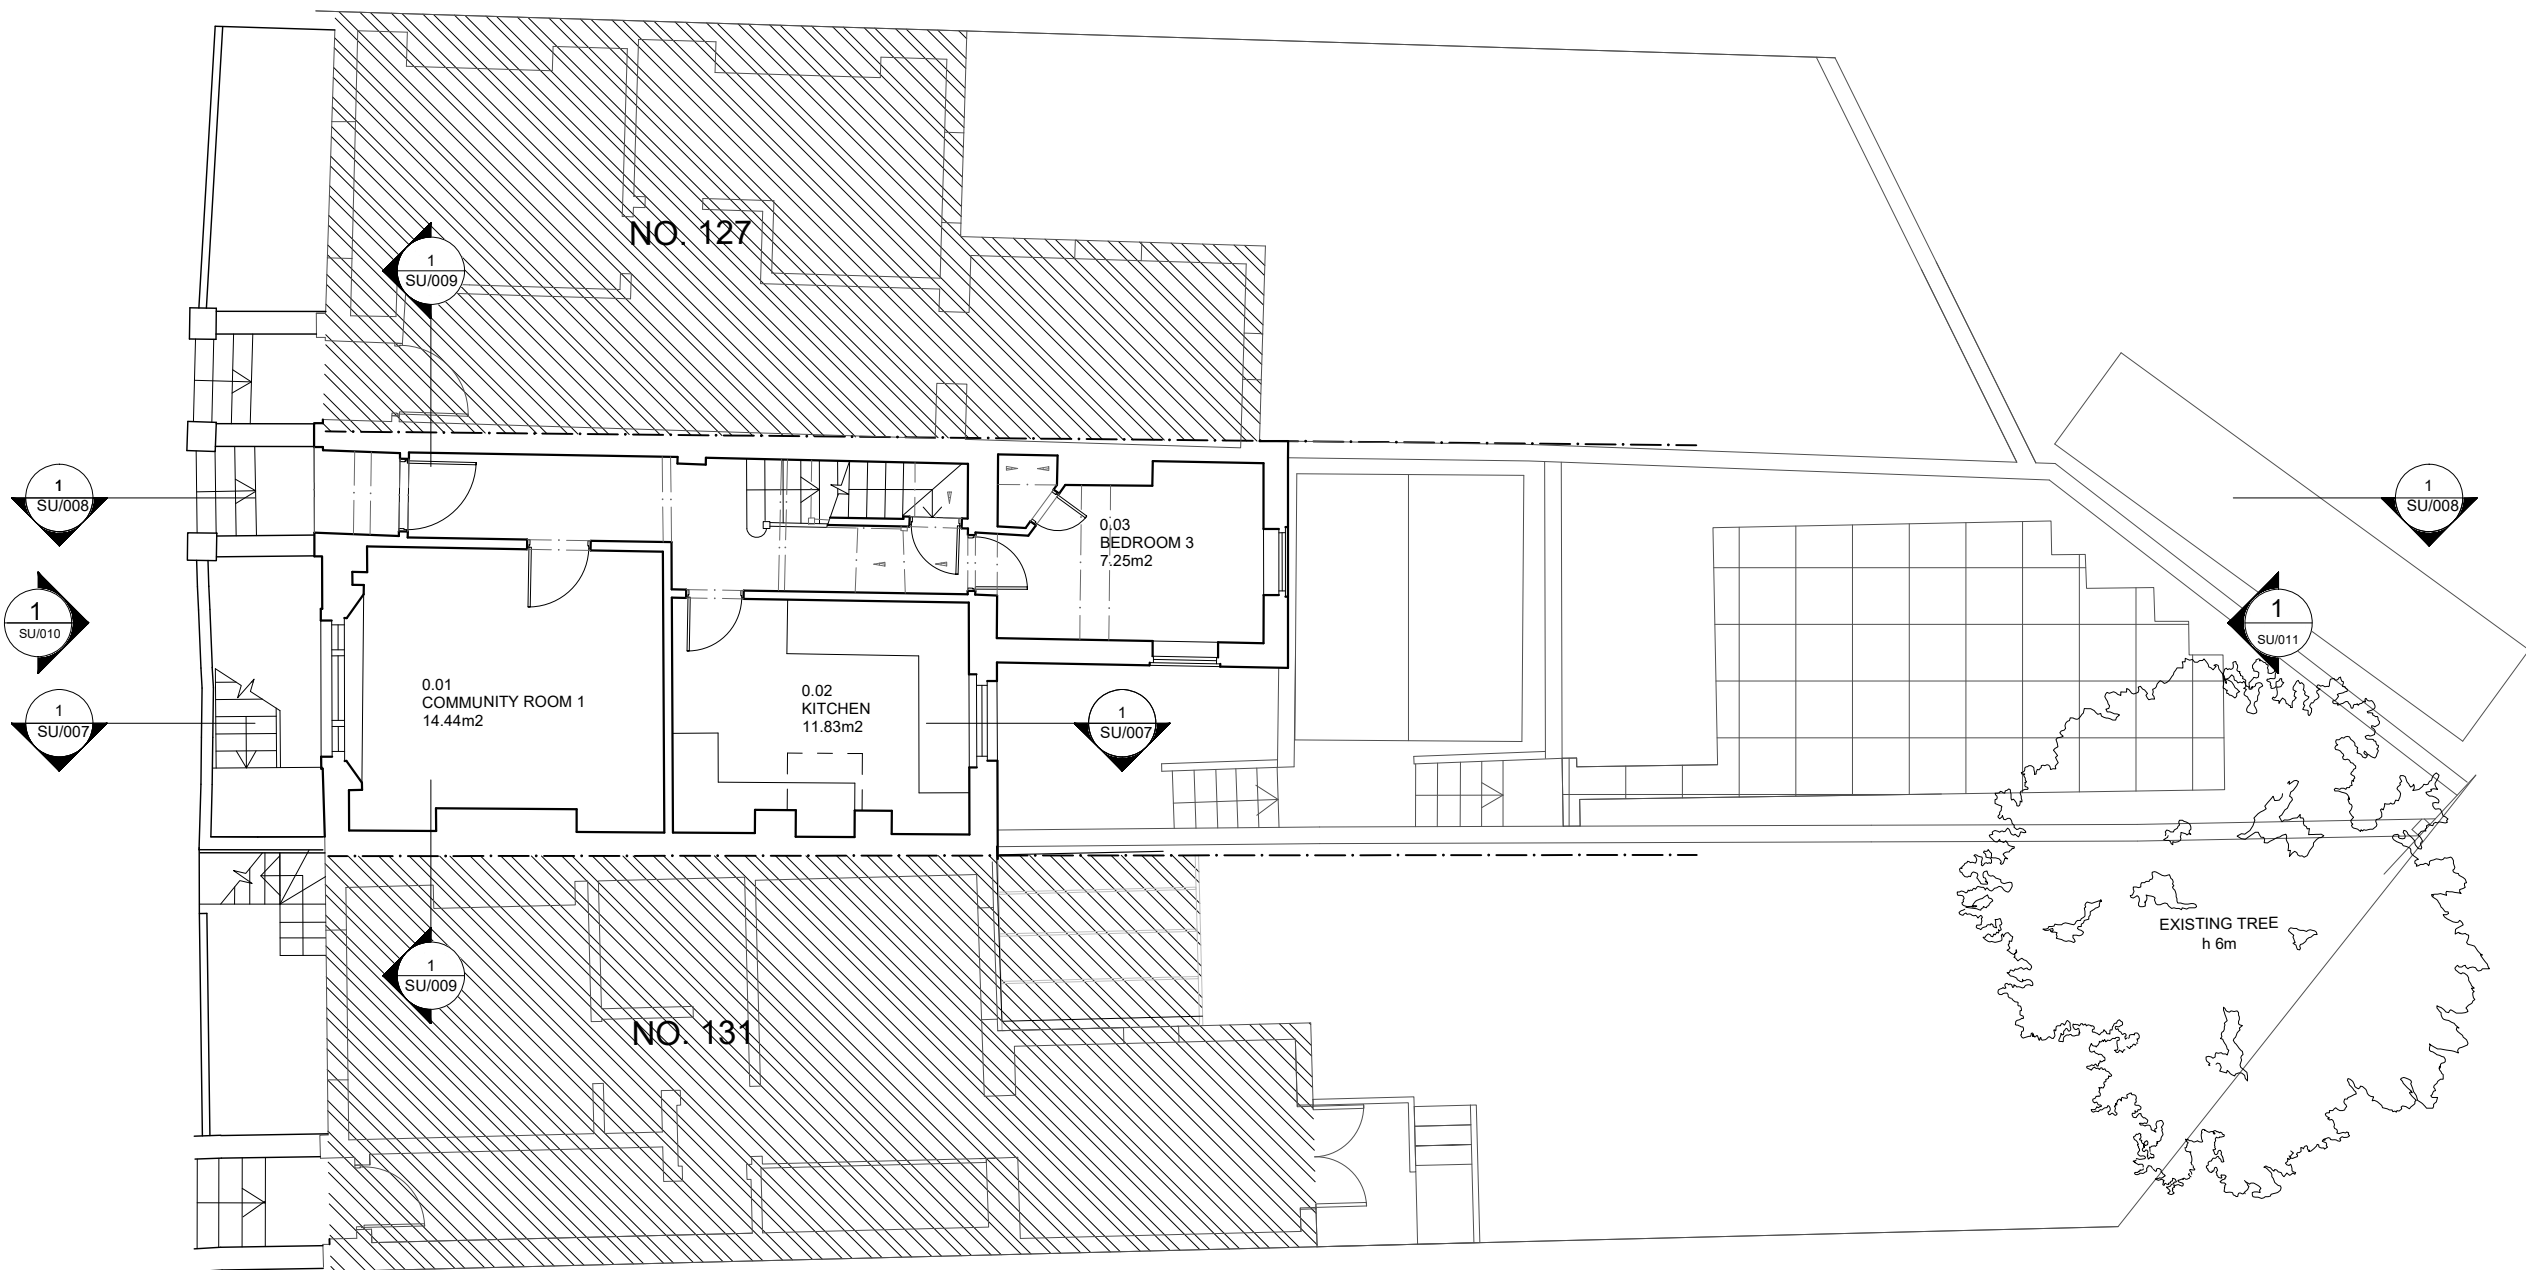 NO. 127
1
SU/009
1
SU/008
1
SU/008
0.03
BEDROOM 3
7.25m2
1
SU/010
1
SU/011
0.01
COMMUNITY ROOM 1
14.44m2
0.02
KITCHEN
11.83m2
1
SU/007
1
SU/007
EXISTING TREE
h 6m
1
SU/009
NO. 131